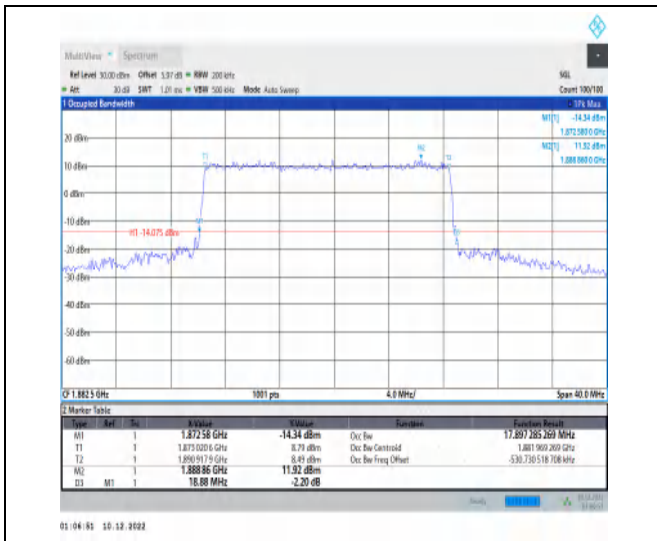 MultiView Spectrum
Ref Level 30.00 dBm Offset 5.97 dB RBW 200 kHz SGL
Att 30 dB SWT 1.01 ms VBW 500 kHz Mode Auto Sweep Count 100/100
1 Occupied Bandwidth 1Pk Max
M1[1] -14.34 dBm
1.872 580 0 GHz
M2[1] 11.92 dBm
1.888 860 0 GHz
20 dBm
10 dBm
0 dBm
-10 dBm
H1 -14.075 dBm
-20 dBm
-30 dBm
-40 dBm
-50 dBm
-60 dBm
T1
M2
CF 1.882 5 GHz 1001 pts 4.0 MHz/ Span 40.0 MHz
2 Marker Table
Type Ref Trc X-Value Y-Value Function Function Result
M1 1 1.872 58 GHz -14.34 dBm Occ Bw 17.897 285 269 MHz
T1 1 1.873 020 6 GHz 8.79 dBm Occ Bw Centroid 1.881 969 269 GHz
T2 1 1.890 917 9 GHz 8.49 dBm Occ Bw Freq Offset -530.730 518 708 kHz
M2 1 1.888 86 GHz 11.92 dBm
D3 M1 1 18.88 MHz -2.20 dB
Ready
01:06:51 10.12.2022